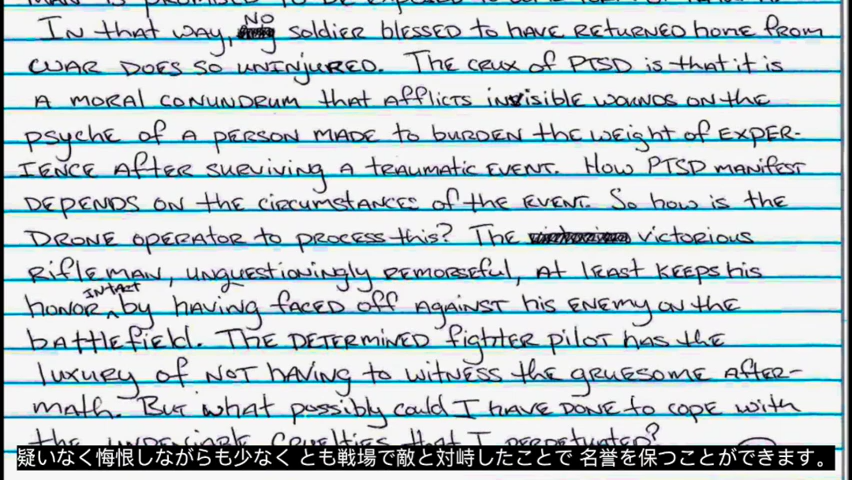 In that way, NO soldier blessed to have returned home from
war does so uninjured. The crux of PTSD is that it is
a moral conundrum that afflicts invisible wounds on the
psyche of a person made to burden the weight of exper-
ience after surviving a traumatic event. How PTSD manifest
depends on the circumstances of the event. So how is the
drone operator to process this? The victorious
rifleman, unquestioningly remorseful, at least keeps his
honor intact by having faced off against his enemy on the
battlefield. The determined fighter pilot has the
luxury of not having to witness the gruesome after-
math. But what possibly could I have done to cope with
the undeniable cruelties that I perpetuated?
疑いなく悔恨しながらも少なく とも戦場で敵と対峙したことで 名誉を保つことができます。